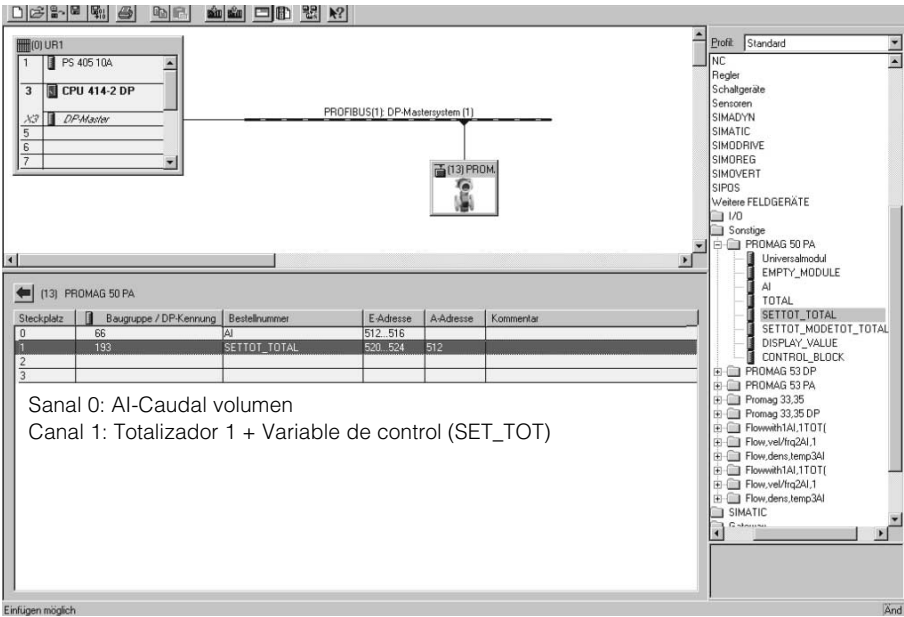 (0) UR1
1 PS 405 10A
3 CPU 414-2 DP
X3 DP-Master
5
6
7
PROFIBUS(1): DP-Mastersystem (1)
(13) PROM.
Profil: Standard
NC
Regler
Schaltgeräte
Sensoren
SIMADYN
SIMATIC
SIMODRIVE
SIMOREG
SIMOVERT
SIPOS
Weitere FELDGERÄTE
I/O
Sonstige
PROMAG 50 PA
Universalmodul
EMPTY_MODULE
AI
TOTAL
SETTOT_TOTAL
SETTOT_MODETOT_TOTAL
DISPLAY_VALUE
CONTROL_BLOCK
PROMAG 53 DP
PROMAG 53 PA
Promag 33,35
Promag 33,35 DP
Flowwith1AI,1TOT(
Flow,vel/frq2AI,1
Flow,dens,temp3AI
Flowwith1AI,1TOT(
Flow,vel/frq2AI,1
Flow,dens,temp3AI
SIMATIC
(13) PROMAG 50 PA
Steckplatz Baugruppe / DP-Kennung Bestellnummer E-Adresse A-Adresse Kommentar
0 66 AI 512...516
1 193 SETTOT_TOTAL 520...524 512
2
3
Sanal 0: AI-Caudal volumen
Canal 1: Totalizador 1 + Variable de control (SET_TOT)
Einfügen möglich
Änd